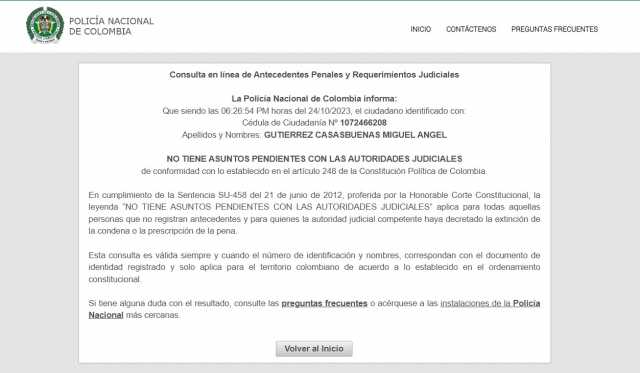 POLICÍA NACIONAL
DE COLOMBIA
INICIO CONTÁCTENOS PREGUNTAS FRECUENTES
Consulta en línea de Antecedentes Penales y Requerimientos Judiciales
La Policía Nacional de Colombia informa:
Que siendo las 06:26:54 PM horas del 24/10/2023, el ciudadano identificado con:
Cédula de Ciudadanía Nº 1072466208
Apellidos y Nombres: GUTIERREZ CASASBUENAS MIGUEL ANGEL
NO TIENE ASUNTOS PENDIENTES CON LAS AUTORIDADES JUDICIALES
de conformidad con lo establecido en el artículo 248 de la Constitución Política de Colombia.
En cumplimiento de la Sentencia SU-458 del 21 de junio de 2012, proferida por la Honorable Corte Constitucional, la
leyenda "NO TIENE ASUNTOS PENDIENTES CON LAS AUTORIDADES JUDICIALES" aplica para todas aquellas
personas que no registran antecedentes y para quienes la autoridad judicial competente haya decretado la extinción de
la condena o la prescripción de la pena.
Esta consulta es válida siempre y cuando el número de identificación y nombres, correspondan con el documento de
identidad registrado y solo aplica para el territorio colombiano de acuerdo a lo establecido en el ordenamiento
constitucional.
Si tiene alguna duda con el resultado, consulte las preguntas frecuentes o acérquese a las instalaciones de la Policía
Nacional más cercanas.
Volver al Inicio